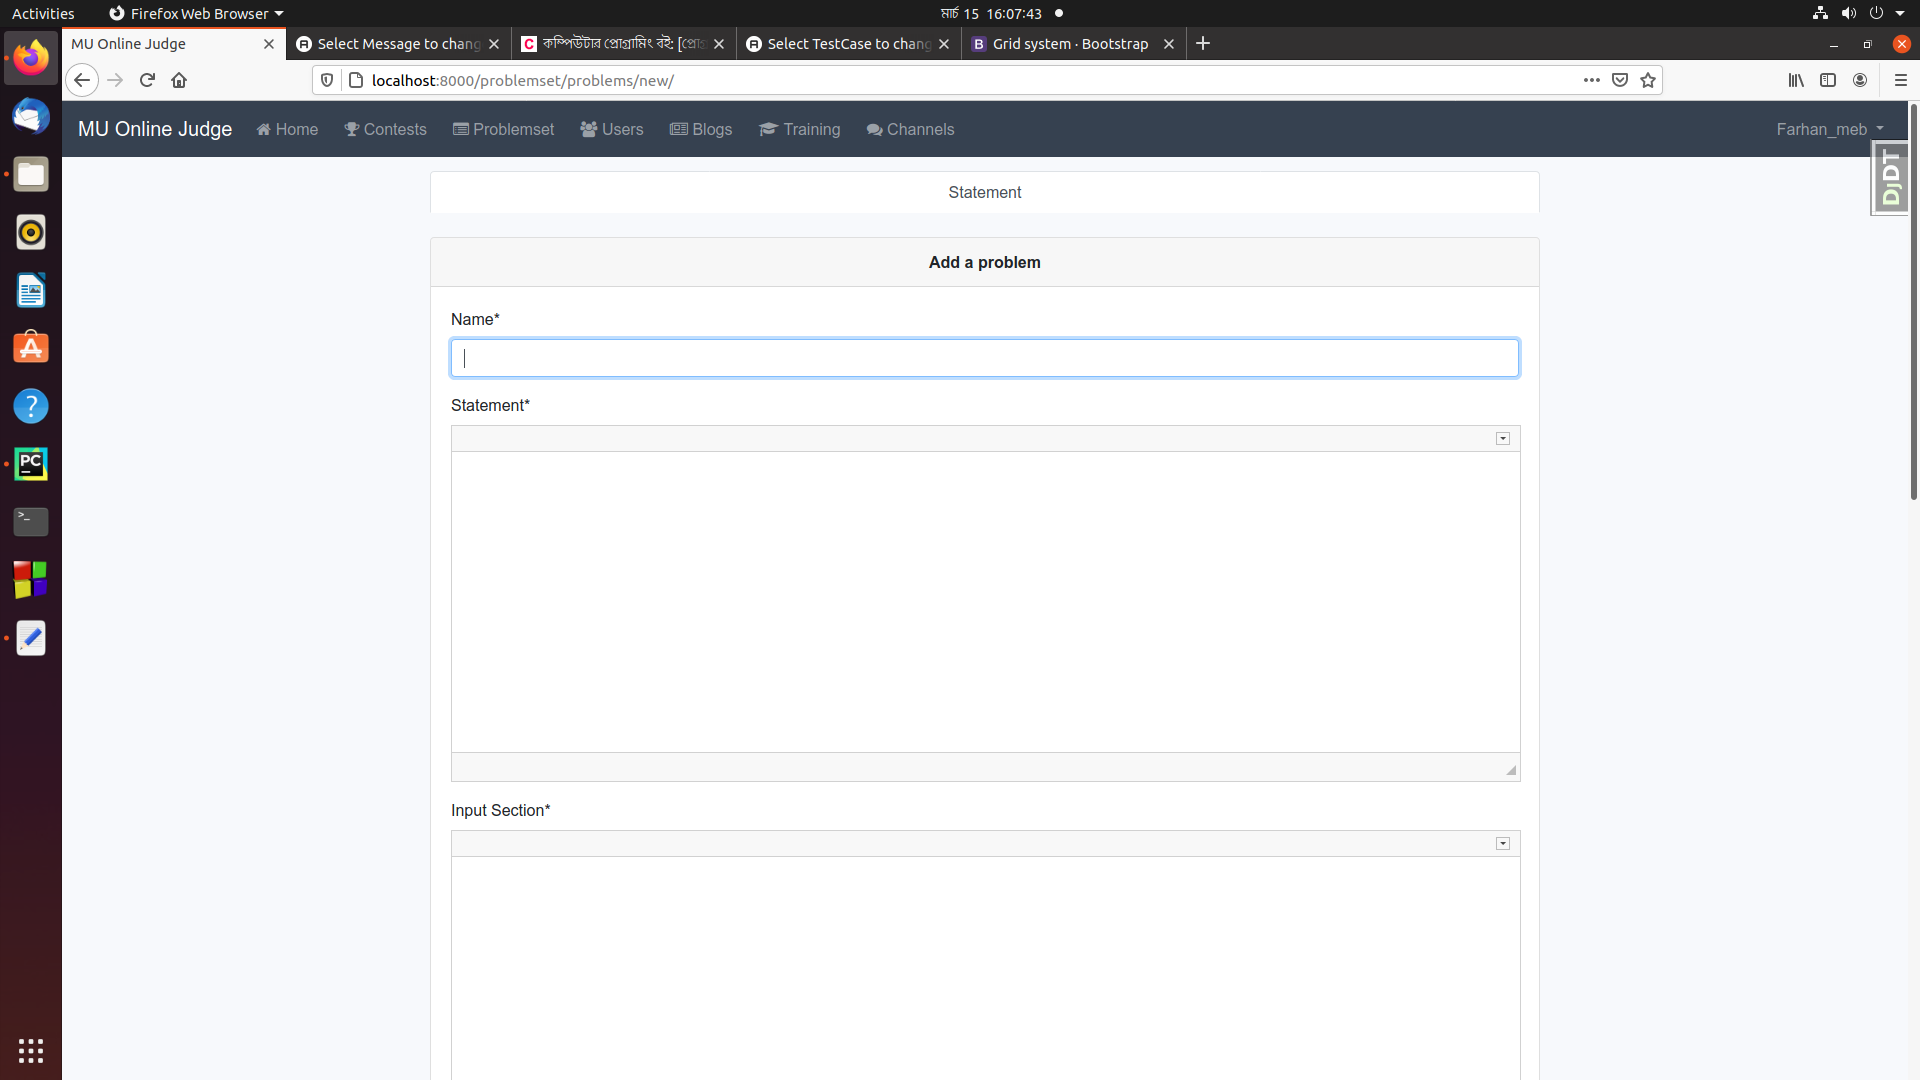 Activities Firefox Web Browser মার্চ 15 16:07:43
MU Online Judge Select Message to chang কম্পিউটার প্রোগ্রামিং বই: [প্রো Select TestCase to chang Grid system · Bootstrap
localhost:8000/problemset/problems/new/
MU Online Judge Home Contests Problemset Users Blogs Training Channels Farhan_meb
DjDT
Statement
Add a problem
Name*
Statement*
Input Section*